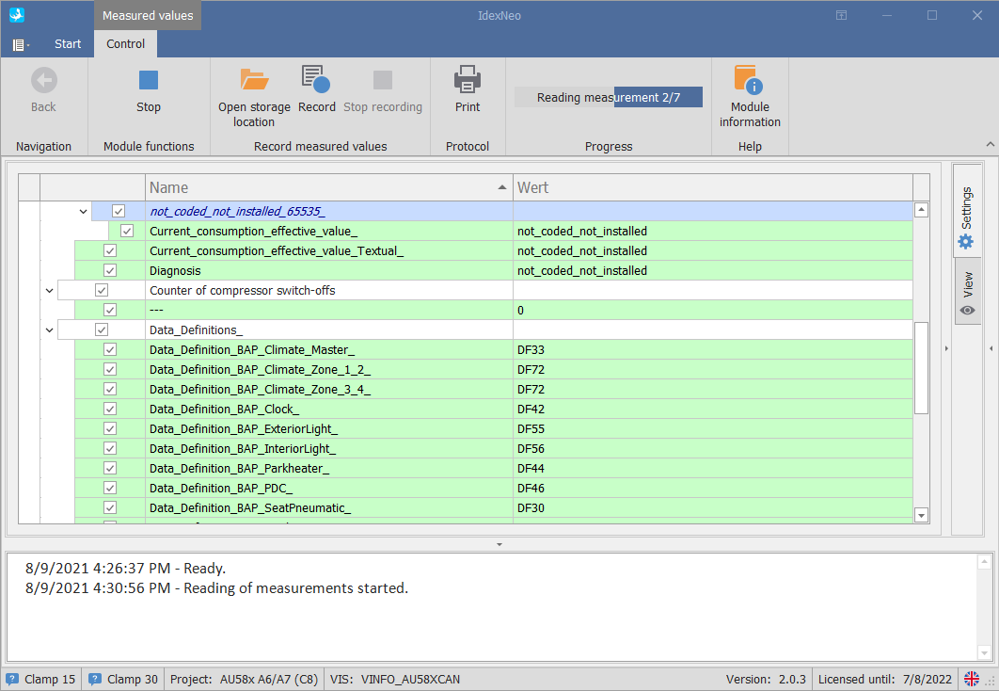 Measured values
IdexNeo
Start
Control
Back
Stop
Open storage
location
Record
Stop recording
Print
Reading measurement 2/7
Module
information
Navigation
Module functions
Record measured values
Protocol
Progress
Help
Name
Wert
not_coded_not_installed_65535_
Current_consumption_effective_value_ not_coded_not_installed
Current_consumption_effective_value_Textual_ not_coded_not_installed
Diagnosis not_coded_not_installed
Counter of compressor switch-offs
--- 0
Data_Definitions_
Data_Definition_BAP_Climate_Master_ DF33
Data_Definition_BAP_Climate_Zone_1_2_ DF72
Data_Definition_BAP_Climate_Zone_3_4_ DF72
Data_Definition_BAP_Clock_ DF42
Data_Definition_BAP_ExteriorLight_ DF55
Data_Definition_BAP_InteriorLight_ DF56
Data_Definition_BAP_Parkheater_ DF44
Data_Definition_BAP_PDC_ DF46
Data_Definition_BAP_SeatPneumatic_ DF30
Settings
View
8/9/2021 4:26:37 PM - Ready.
8/9/2021 4:30:56 PM - Reading of measurements started.
Clamp 15
Clamp 30
Project: AU58x A6/A7 (C8)
VIS: VINFO_AU58XCAN
Version: 2.0.3
Licensed until: 7/8/2022